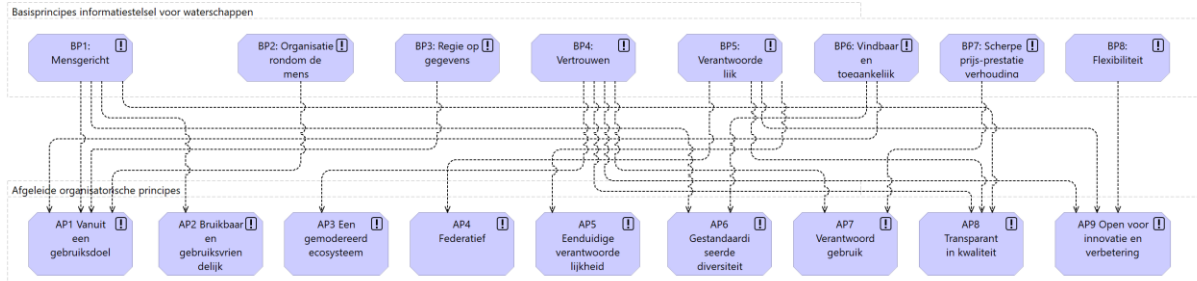 Basisprincipes informatiestelsel voor waterschappen
BP1:
Mensgericht
BP2: Organisatie
rondom de
mens
BP3: Regie op
gegevens
BP4:
Vertrouwen
BP5:
Verantwoorde
lijk
BP6: Vindbaar
en
toegankelijk
BP7: Scherpe
prijs-prestatie
verhouding
BP8:
Flexibiliteit
Afgeleide organisatorische principes
AP1 Vanuit
een
gebruiksdoel
AP2 Bruikbaar
en
gebruiksvrien
delijk
AP3 Een
gemodereerd
ecosysteem
AP4
Federatief
AP5
Eenduidige
verantwoorde
lijkheid
AP6
Gestandaardi
seerde
diversiteit
AP7
Verantwoord
gebruik
AP8
Transparant
in kwaliteit
AP9 Open voor
innovatie en
verbetering